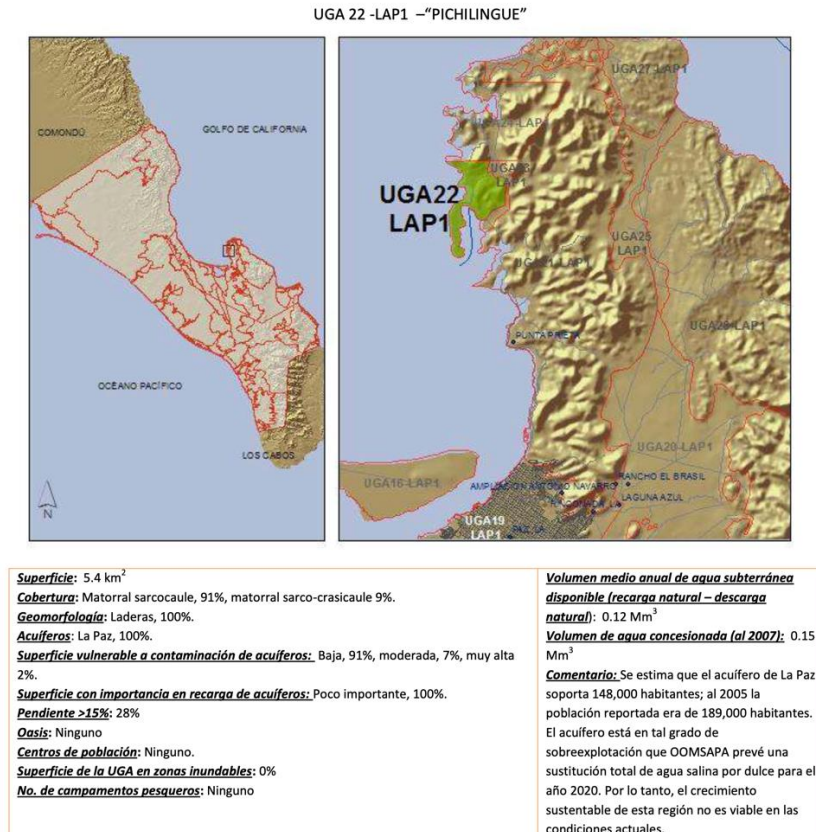 UGA 22 -LAP1 –“PICHILINGUE”
COMONDÚ
GOLFO DE CALIFORNIA
OCEANO PACÍFICO
LOS CABOS
N
UGA27-LAP1
UGA22
LAP1
UGA25
LAP1
PUNTA PRIETA
UGA20-LAP1
UGA16-LAP1
RANCHO EL BRASIL
AMPLIACION ANTONIO NAVARRO
LAGUNA AZUL
UGA19
LAP1
PAZ, LA
Superficie: 5.4 km²
Cobertura: Matorral sarcocaule, 91%, matorral sarco-crasicaule 9%.
Geomorfología: Laderas, 100%.
Acuíferos: La Paz, 100%.
Superficie vulnerable a contaminación de acuíferos: Baja, 91%, moderada, 7%, muy alta
2%.
Superficie con importancia en recarga de acuíferos: Poco importante, 100%.
Pendiente >15%: 28%
Oasis: Ninguno
Centros de población: Ninguno.
Superficie de la UGA en zonas inundables: 0%
No. de campamentos pesqueros: Ninguno
Volumen medio anual de agua subterránea
disponible (recarga natural – descarga
natural): 0.12 Mm³
Volumen de agua concesionada (al 2007): 0.15
Mm³
Comentario: Se estima que el acuífero de La Paz
soporta 148,000 habitantes; al 2005 la
población reportada era de 189,000 habitantes.
El acuífero está en tal grado de
sobreexplotación que OOMSAPA prevé una
sustitución total de agua salina por dulce para el
año 2020. Por lo tanto, el crecimiento
sustentable de esta región no es viable en las
condiciones actuales.